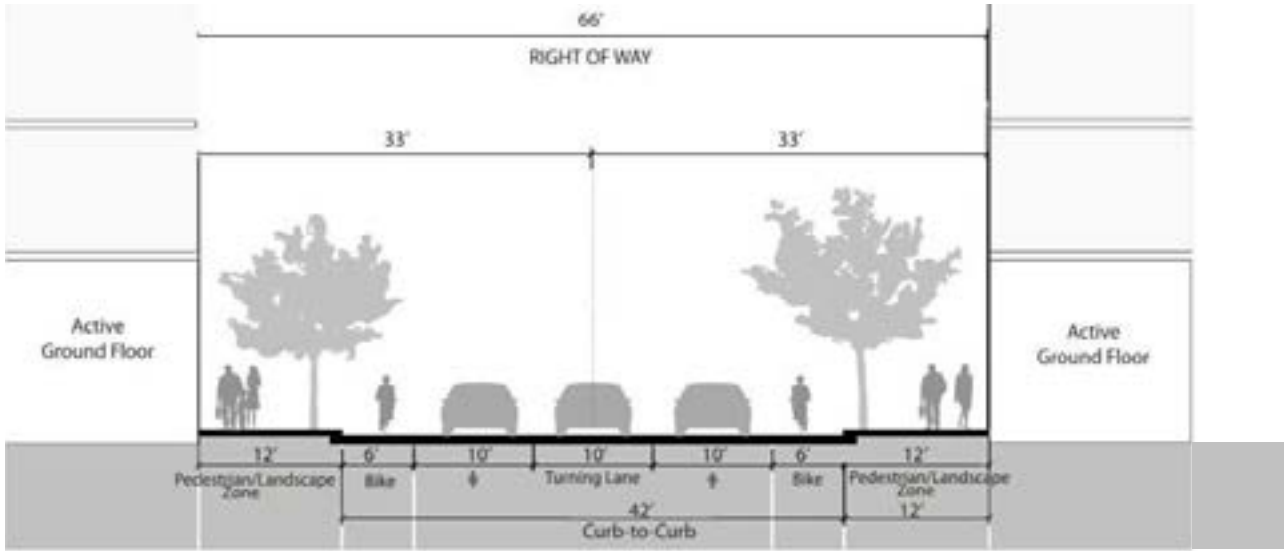 66'
RIGHT OF WAY
33' 33'
Active
Ground Floor
Active
Ground Floor
12' 6' 10' 10' 10' 6' 12'
Pedestrian/Landscape
Zone
Bike
Turning Lane
Bike
Pedestrian/Landscape
Zone
42' 12'
Curb-to-Curb